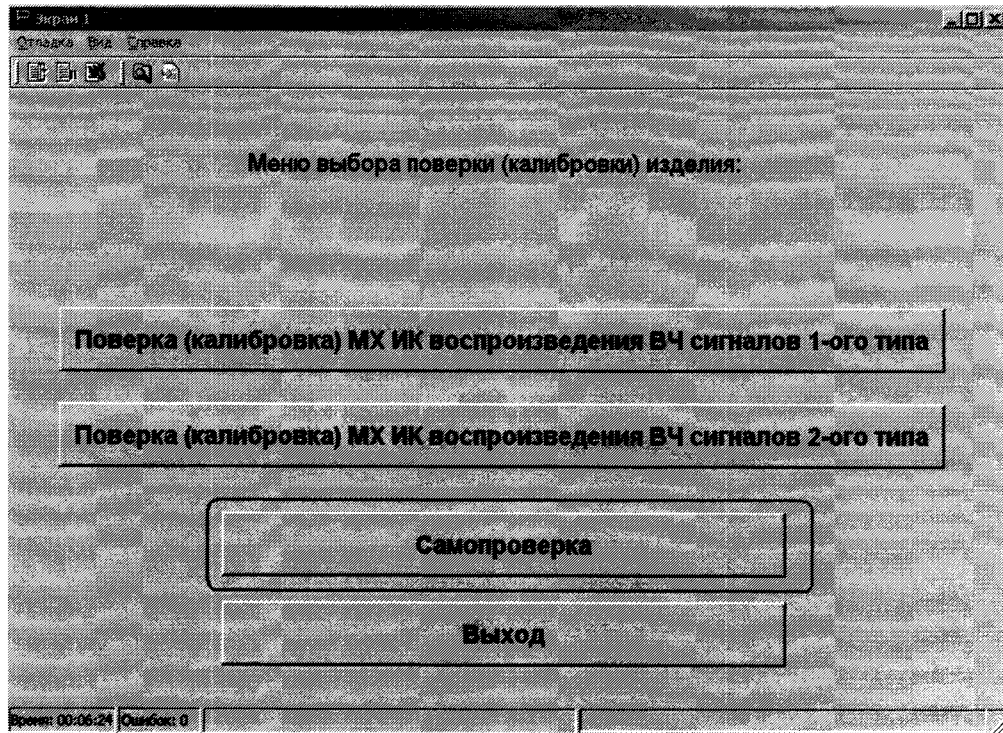 Экран 1
Отладка Вид Справка
Меню выбора поверки (калибровки) изделия:
Поверка (калибровка) МХ ИК воспроизведения ВЧ сигналов 1-ого типа
Поверка (калибровка) МХ ИК воспроизведения ВЧ сигналов 2-ого типа
Самопроверка
Выход
Время: 00:06:24 Ошибок: 0